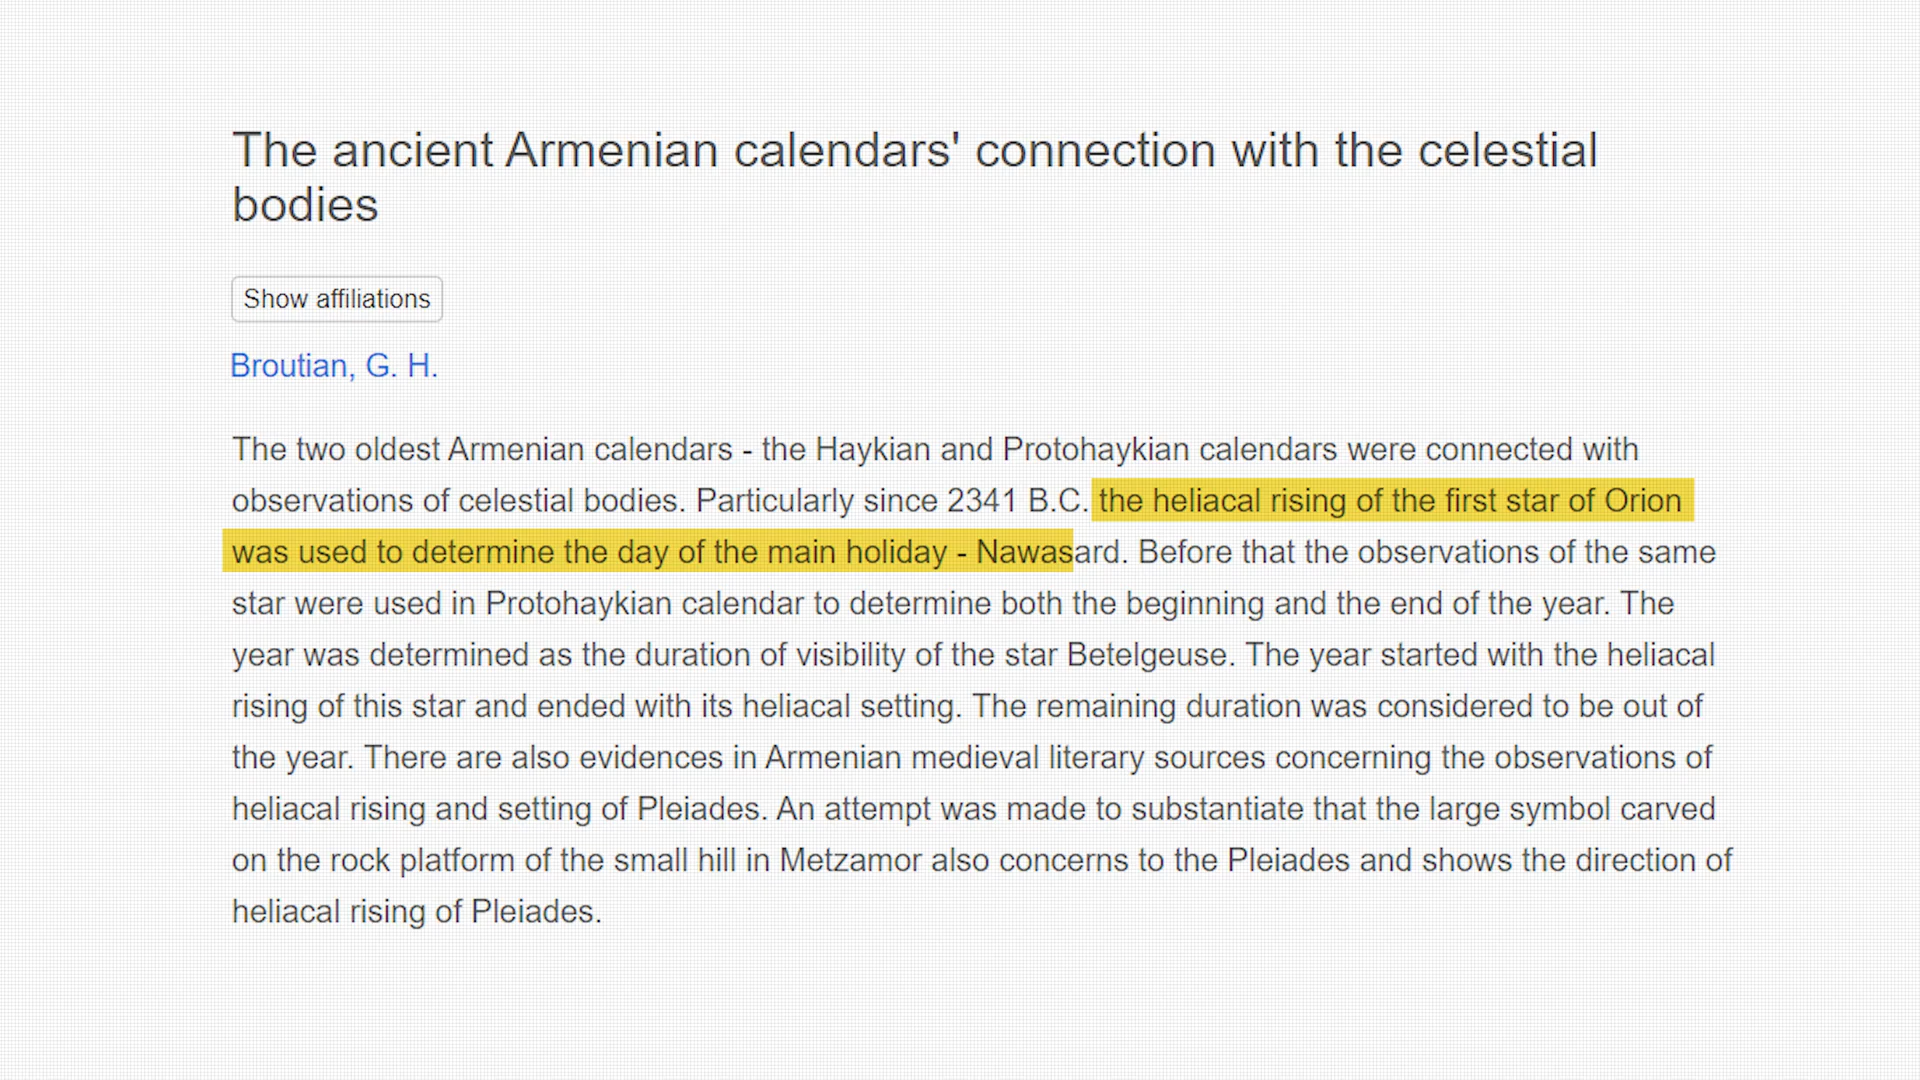 The ancient Armenian calendars' connection with the celestial
bodies
Show affiliations
Broutian, G. H.
The two oldest Armenian calendars - the Haykian and Protohaykian calendars were connected with
observations of celestial bodies. Particularly since 2341 B.C. the heliacal rising of the first star of Orion
was used to determine the day of the main holiday - Nawasard. Before that the observations of the same
star were used in Protohaykian calendar to determine both the beginning and the end of the year. The
year was determined as the duration of visibility of the star Betelgeuse. The year started with the heliacal
rising of this star and ended with its heliacal setting. The remaining duration was considered to be out of
the year. There are also evidences in Armenian medieval literary sources concerning the observations of
heliacal rising and setting of Pleiades. An attempt was made to substantiate that the large symbol carved
on the rock platform of the small hill in Metzamor also concerns to the Pleiades and shows the direction of
heliacal rising of Pleiades.